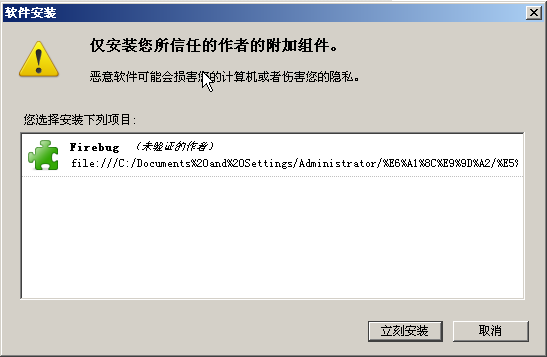 软件安装
仅安装您所信任的作者的附加组件。
恶意软件可能会损害您的计算机或者伤害您的隐私。
您选择安装下列项目:
Firebug （未验证的作者）
file:///C:/Documents%20and%20Settings/Administrator/%E6%A1%8C%E9%9D%A2/%E5%
立刻安装
取消